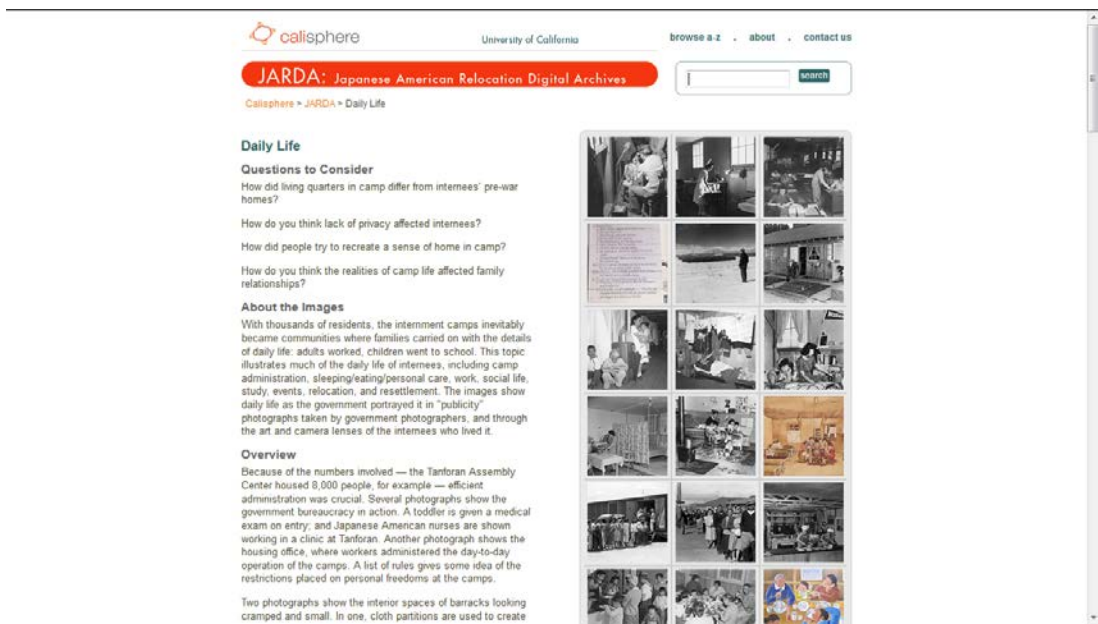 calisphere
University of California
browse a-z . about . contact us
JARDA: Japanese American Relocation Digital Archives
search
Calisphere > JARDA > Daily Life
Daily Life
Questions to Consider
How did living quarters in camp differ from internees' pre-war
homes?
How do you think lack of privacy affected internees?
How did people try to recreate a sense of home in camp?
How do you think the realities of camp life affected family
relationships?
About the Images
With thousands of residents, the internment camps inevitably
became communities where families carried on with the details
of daily life: adults worked, children went to school. This topic
illustrates much of the daily life of internees, including camp
administration, sleeping/eating/personal care, work, social life,
study, events, relocation, and resettlement. The images show
daily life as the government portrayed it in "publicity"
photographs taken by government photographers, and through
the art and camera lenses of the internees who lived it.
Overview
Because of the numbers involved — the Tanforan Assembly
Center housed 8,000 people, for example — efficient
administration was crucial. Several photographs show the
government bureaucracy in action. A toddler is given a medical
exam on entry; and Japanese American nurses are shown
working in a clinic at Tanforan. Another photograph shows the
housing office, where workers administered the day-to-day
operation of the camps. A list of rules gives some idea of the
restrictions placed on personal freedoms at the camps.
Two photographs show the interior spaces of barracks looking
cramped and small. In one, cloth partitions are used to create